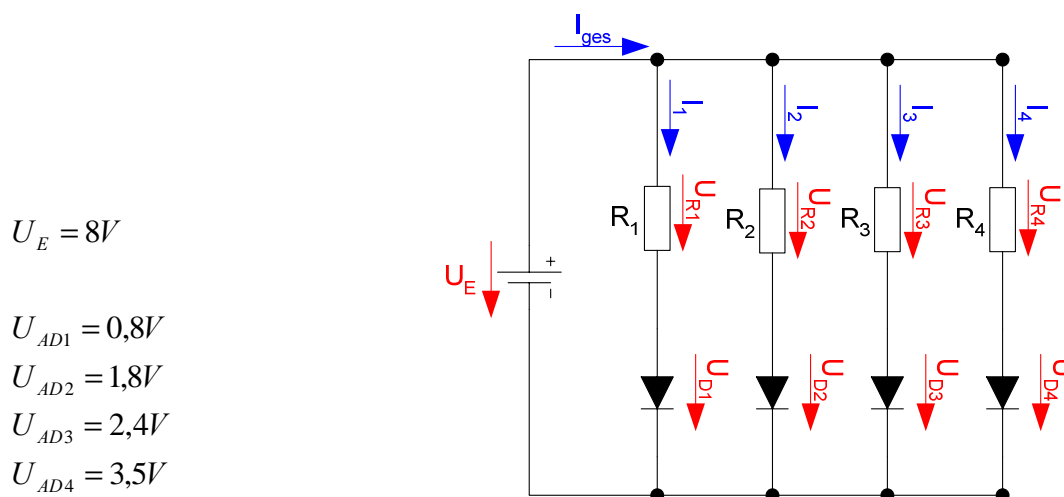 I_ges
I_1
I_2
I_3
I_4
U_R1
U_R2
U_R3
U_R4
R_1
R_2
R_3
R_4
U_E = 8V
+
U_E
–
U_AD1 = 0,8V
U_AD2 = 1,8V
U_AD3 = 2,4V
U_AD4 = 3,5V
U_D1
U_D2
U_D3
U_D4